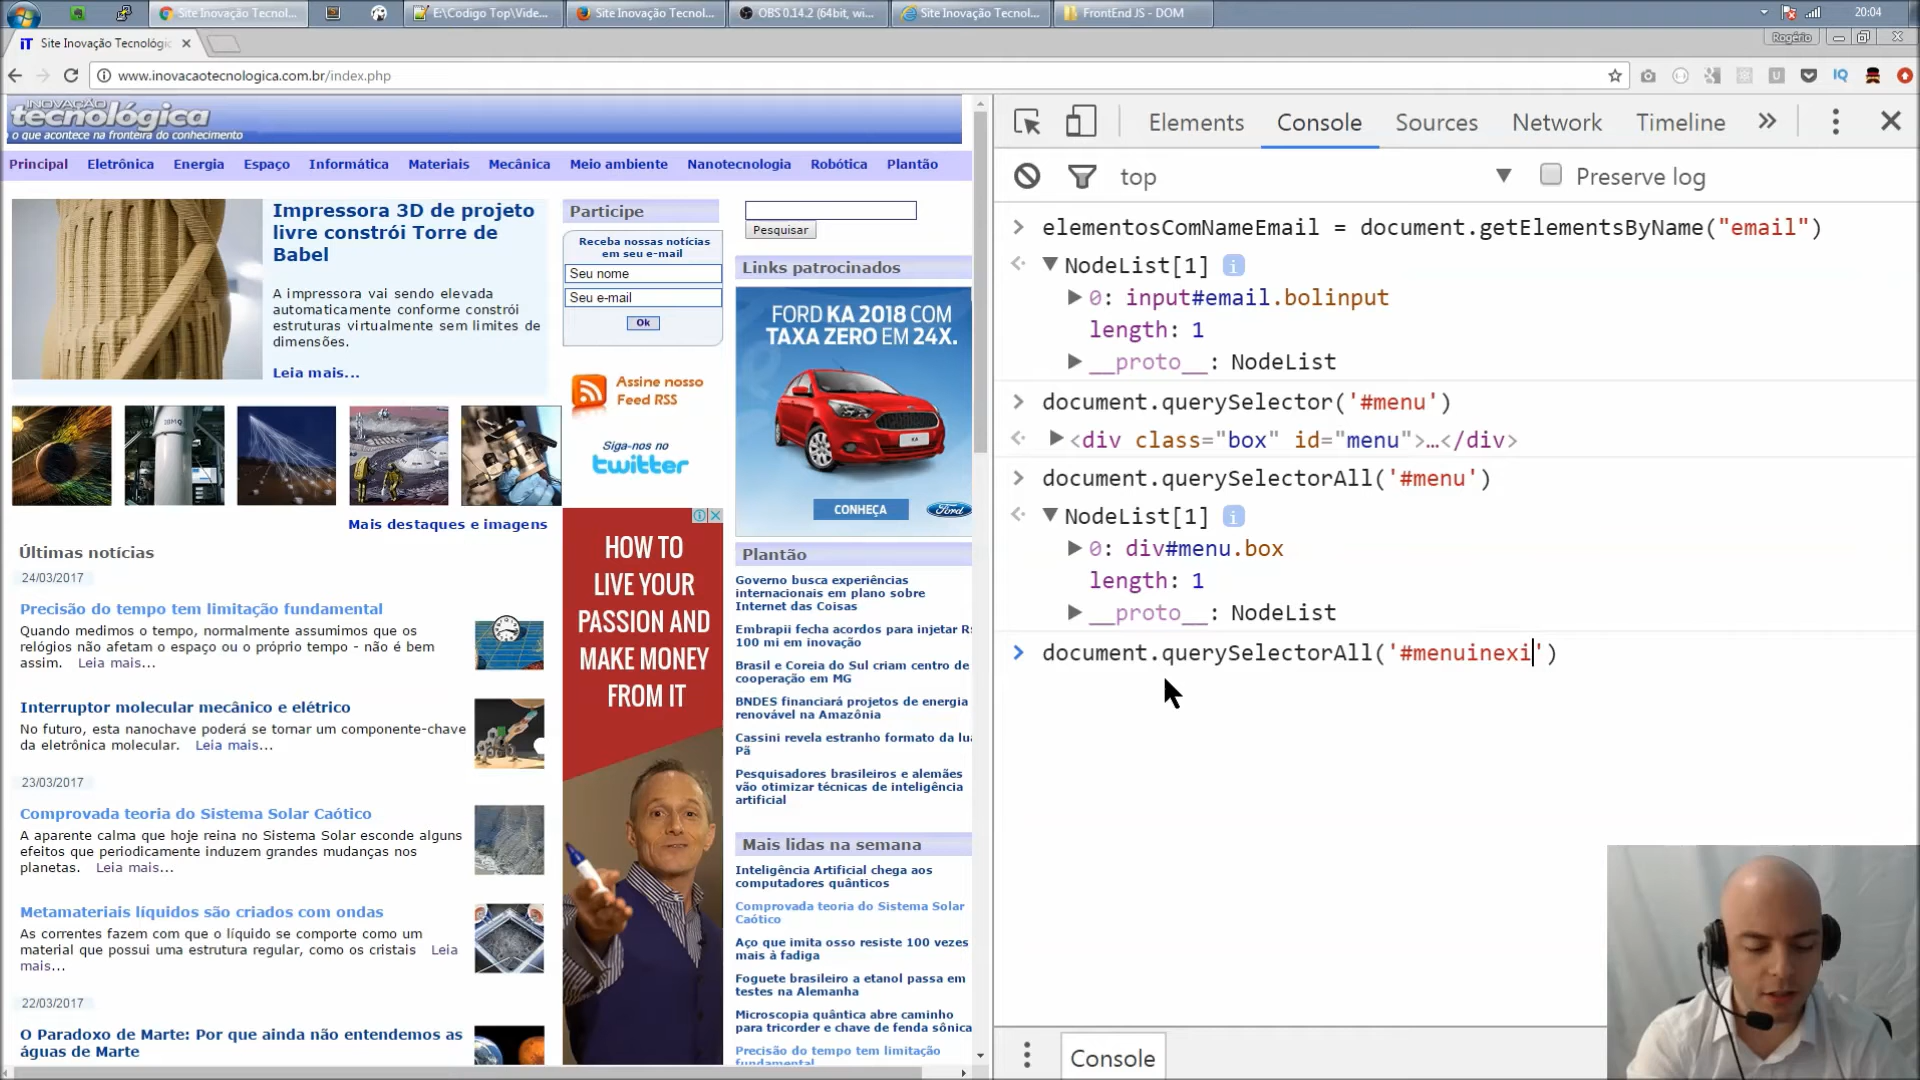 Site Inovação Tecnol...
E:\Codigo Top\Vide...
Site Inovação Tecnol...
OBS 0.14.2 (64bit, wi...
Site Inovação Tecnol...
FrontEnd JS - DOM
20:04
iT Site Inovação Tecnológic
Rogério
www.inovacaotecnologica.com.br/index.php
IQ
INOVAÇÃO
tecnológica
o que acontece na fronteira do conhecimento
Principal Eletrônica Energia Espaço Informática Materiais Mecânica Meio ambiente Nanotecnologia Robótica Plantão
Impressora 3D de projeto
livre constrói Torre de
Babel
A impressora vai sendo elevada
automaticamente conforme constrói
estruturas virtualmente sem limites de
dimensões.
Leia mais...
Mais destaques e imagens
Últimas notícias
24/03/2017
Precisão do tempo tem limitação fundamental
Quando medimos o tempo, normalmente assumimos que os
relógios não afetam o espaço ou o próprio tempo - não é bem
assim. Leia mais...
Interruptor molecular mecânico e elétrico
No futuro, esta nanochave poderá se tornar um componente-chave
da eletrônica molecular. Leia mais...
23/03/2017
Comprovada teoria do Sistema Solar Caótico
A aparente calma que hoje reina no Sistema Solar esconde alguns
efeitos que periodicamente induzem grandes mudanças nos
planetas. Leia mais...
Metamateriais líquidos são criados com ondas
As correntes fazem com que o líquido se comporte como um
material que possui uma estrutura regular, como os cristais Leia
mais...
22/03/2017
O Paradoxo de Marte: Por que ainda não entendemos as
águas de Marte
Participe
Receba nossas notícias
em seu e-mail
Seu nome
Seu e-mail
Ok
Assine nosso
Feed RSS
Siga-nos no
twitter
HOW TO
LIVE YOUR
PASSION AND
MAKE MONEY
FROM IT
Pesquisar
Links patrocinados
FORD KA 2018 COM
TAXA ZERO EM 24X.
CONHEÇA
Ford
Plantão
Governo busca experiências
internacionais em plano sobre
Internet das Coisas
Embrapii fecha acordos para injetar R$
100 mi em inovação
Brasil e Coreia do Sul criam centro de
cooperação em MG
BNDES financiará projetos de energia
renovável na Amazônia
Cassini revela estranho formato da lua
Pã
Pesquisadores brasileiros e alemães
vão otimizar técnicas de inteligência
artificial
Mais lidas na semana
Inteligência Artificial chega aos
computadores quânticos
Comprovada teoria do Sistema Solar
Caótico
Aço que imita osso resiste 100 vezes
mais à fadiga
Foguete brasileiro a etanol passa em
testes na Alemanha
Microscopia quântica abre caminho
para tricorder e chave de fenda sônica
Precisão do tempo tem limitação
fundamental
Elements Console Sources Network Timeline »
top Preserve log
> elementosComNameEmail = document.getElementsByName("email")
NodeList[1] i
0: input#email.bolinput
length: 1
__proto__: NodeList
> document.querySelector('#menu')
<div class="box" id="menu">…</div>
> document.querySelectorAll('#menu')
NodeList[1] i
0: div#menu.box
length: 1
__proto__: NodeList
> document.querySelectorAll('#menuinexi')
Console